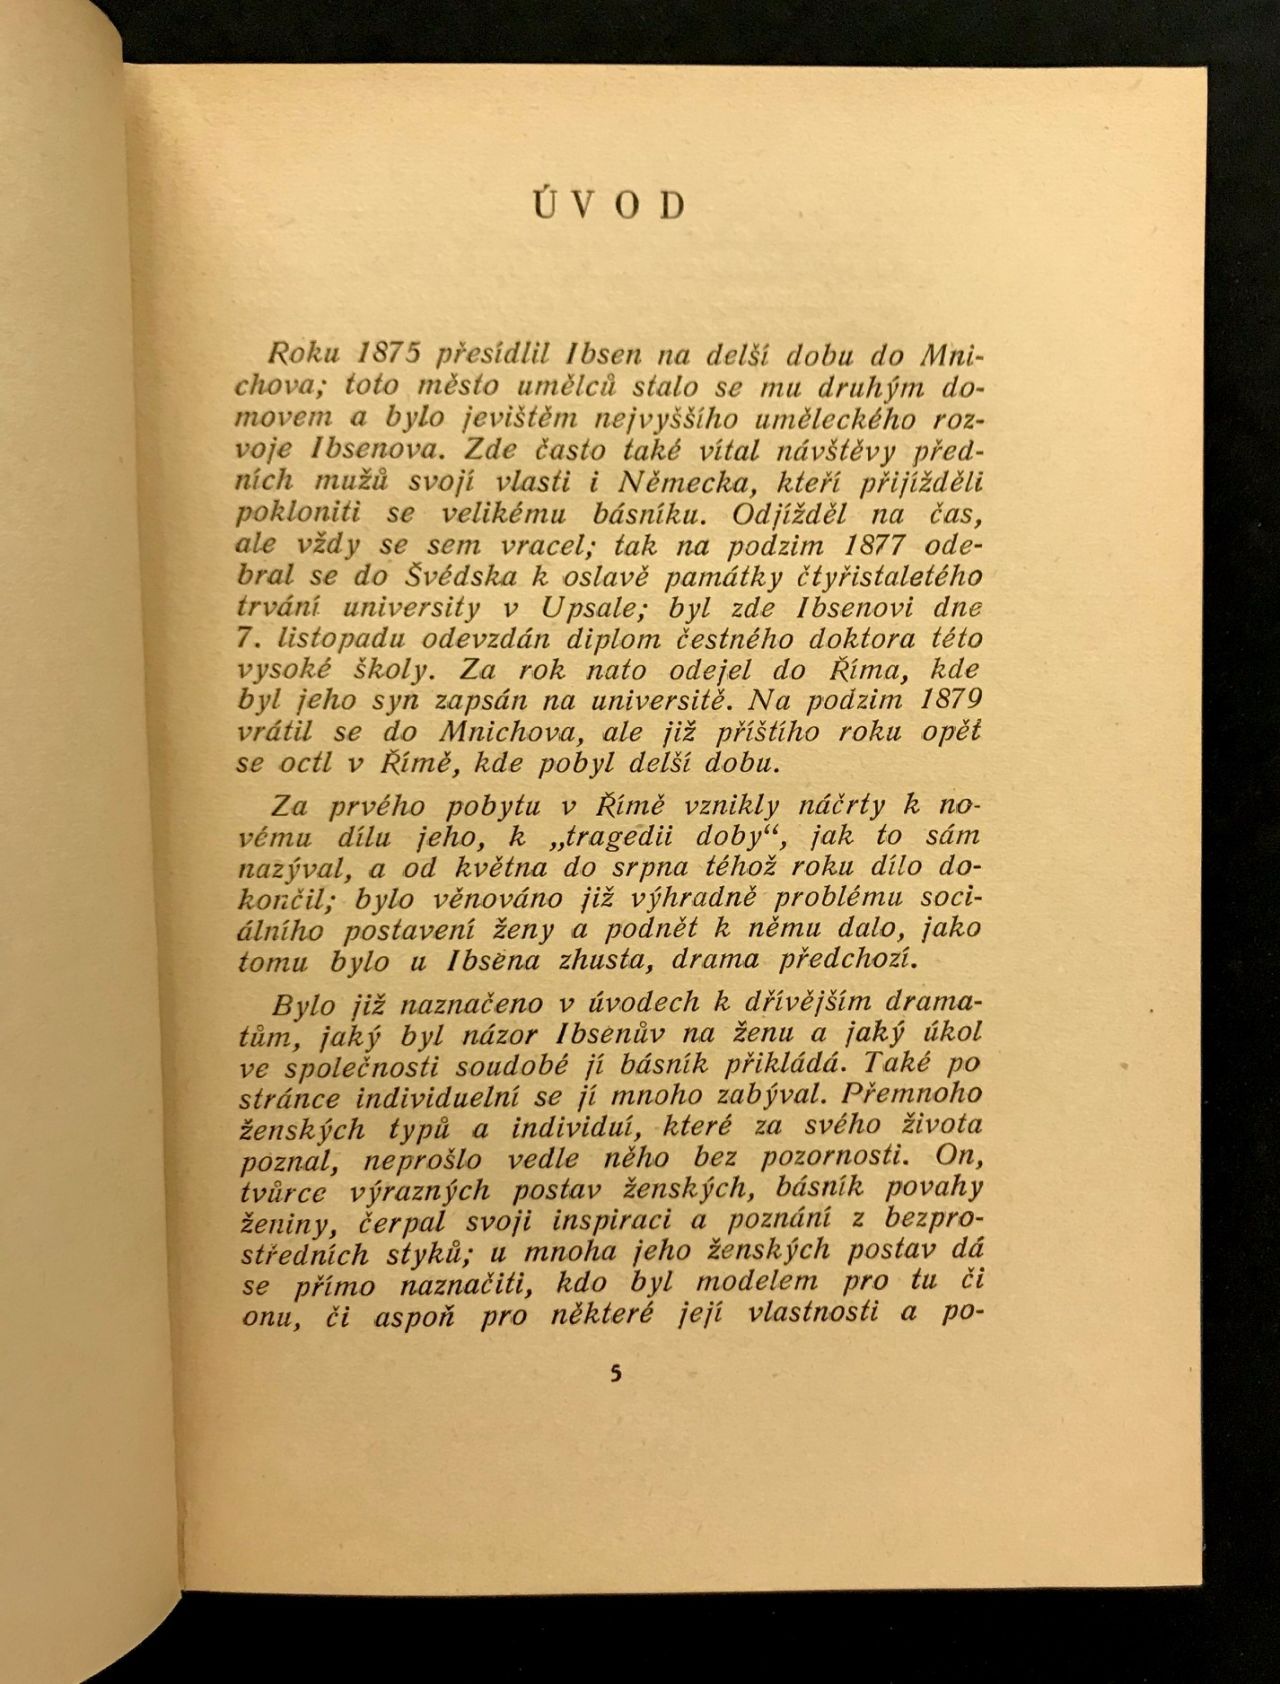 ÚVOD
Roku 1875 přesídlil Ibsen na delší dobu do Mni-
chova; toto město umělců stalo se mu druhým do-
movem a bylo jevištěm nejvyššího uměleckého roz-
voje Ibsenova. Zde často také vítal návštěvy před-
ních mužů svojí vlasti i Německa, kteří přijížděli
pokloniti se velikému básníku. Odjížděl na čas,
ale vždy se sem vracel; tak na podzim 1877 ode-
bral se do Švédska k oslavě památky čtyřistaletého
trvání university v Upsale; byl zde Ibsenovi dne
7. listopadu odevzdán diplom čestného doktora této
vysoké školy. Za rok nato odejel do Říma, kde
byl jeho syn zapsán na universitě. Na podzim 1879
vrátil se do Mnichova, ale již příštího roku opět
se octl v Římě, kde pobyl delší dobu.
Za prvého pobytu v Římě vznikly náčrty k no-
vému dílu jeho, k „tragedii doby“, jak to sám
nazýval, a od května do srpna téhož roku dílo do-
končil; bylo věnováno již výhradně problému soci-
álního postavení ženy a podnět k němu dalo, jako
tomu bylo u Ibsena zhusta, drama předchozí.
Bylo již naznačeno v úvodech k dřívějším drama-
tům, jaký byl názor Ibsenův na ženu a jaký úkol
ve společnosti soudobé jí básník přikládá. Také po
stránce individuelní se jí mnoho zabýval. Přemnoho
ženských typů a individuí, které za svého života
poznal, neprošlo vedle něho bez pozornosti. On,
tvůrce výrazných postav ženských, básník povahy
ženiny, čerpal svoji inspiraci a poznání z bezpro-
středních styků; u mnoha jeho ženských postav dá
se přímo naznačiti, kdo byl modelem pro tu či
onu, či aspoň pro některé její vlastnosti a po-
5